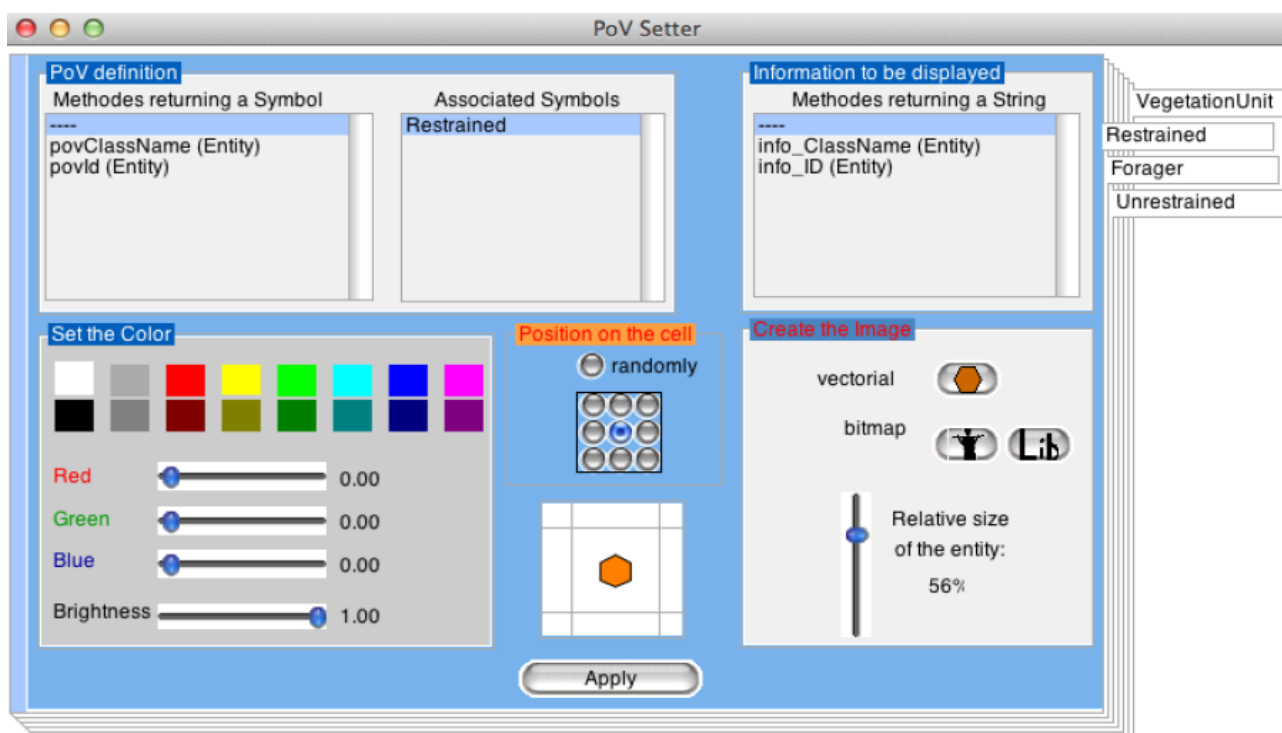 PoV Setter
PoV definition
Methodes returning a Symbol
----
povClassName (Entity)
povId (Entity)
Associated Symbols
Restrained
Information to be displayed
Methodes returning a String
----
info_ClassName (Entity)
info_ID (Entity)
VegetationUnit
Restrained
Forager
Unrestrained
Set the Color
Red
0.00
Green
0.00
Blue
0.00
Brightness
1.00
Position on the cell
randomly
Create the Image
vectorial
bitmap
Lib
Relative size
of the entity:
56%
Apply